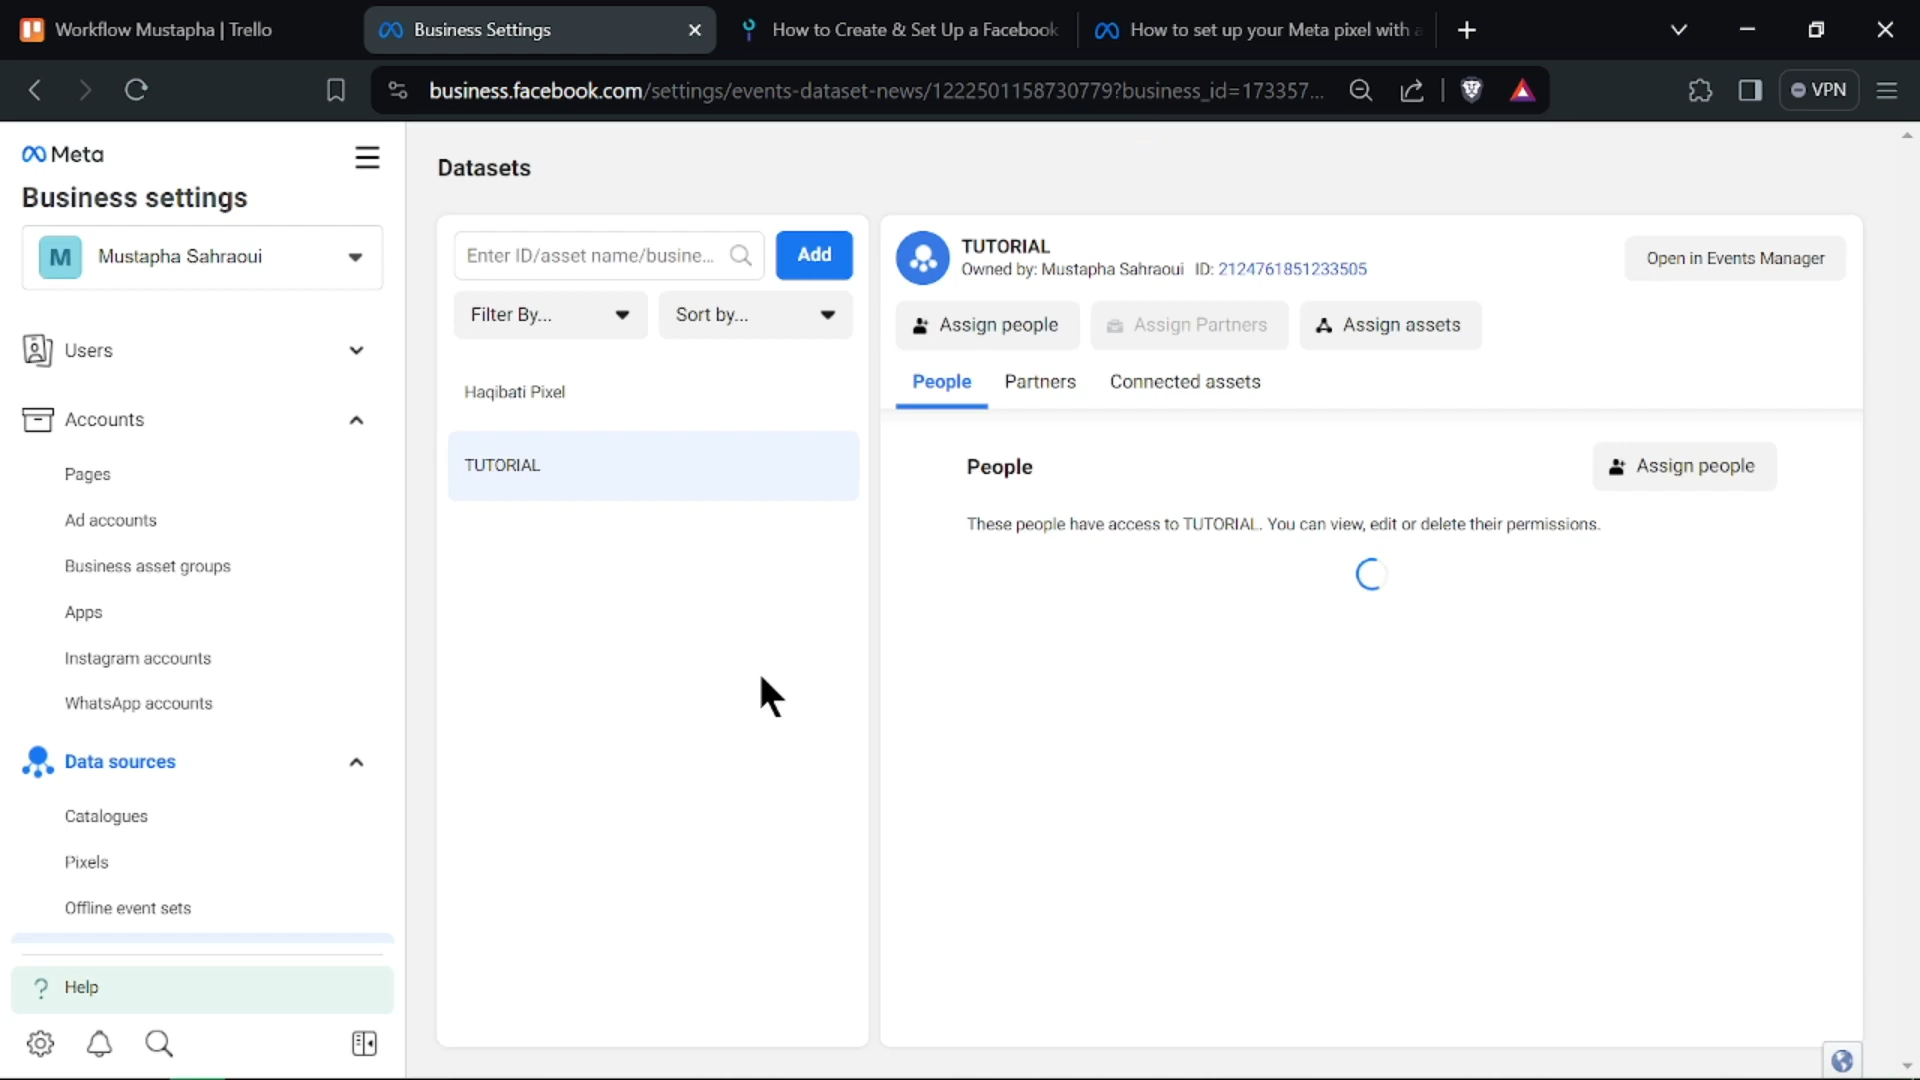 Workflow Mustapha | Trello
Business Settings
How to Create & Set Up a Facebook
How to set up your Meta pixel with a
business.facebook.com/settings/events-dataset-news/1222501158730779?business_id=173357...
VPN
Meta
Business settings
M
Mustapha Sahraoui
Users
Accounts
Pages
Ad accounts
Business asset groups
Apps
Instagram accounts
WhatsApp accounts
Data sources
Catalogues
Pixels
Offline event sets
? Help
Datasets
Enter ID/asset name/busine...
Add
Filter By...
Sort by...
Haqibati Pixel
TUTORIAL
TUTORIAL
Owned by: Mustapha Sahraoui ID: 2124761851233505
Open in Events Manager
Assign people
Assign Partners
Assign assets
People
Partners
Connected assets
People
Assign people
These people have access to TUTORIAL. You can view, edit or delete their permissions.